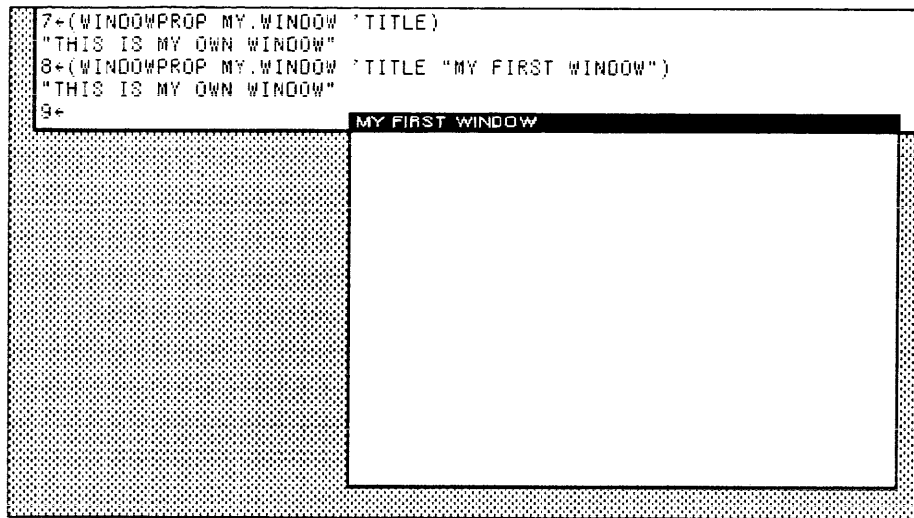 7←(WINDOWPROP MY.WINDOW 'TITLE)
"THIS IS MY OWN WINDOW"
8←(WINDOWPROP MY.WINDOW 'TITLE "MY FIRST WINDOW")
"THIS IS MY OWN WINDOW"
9←
MY FIRST WINDOW